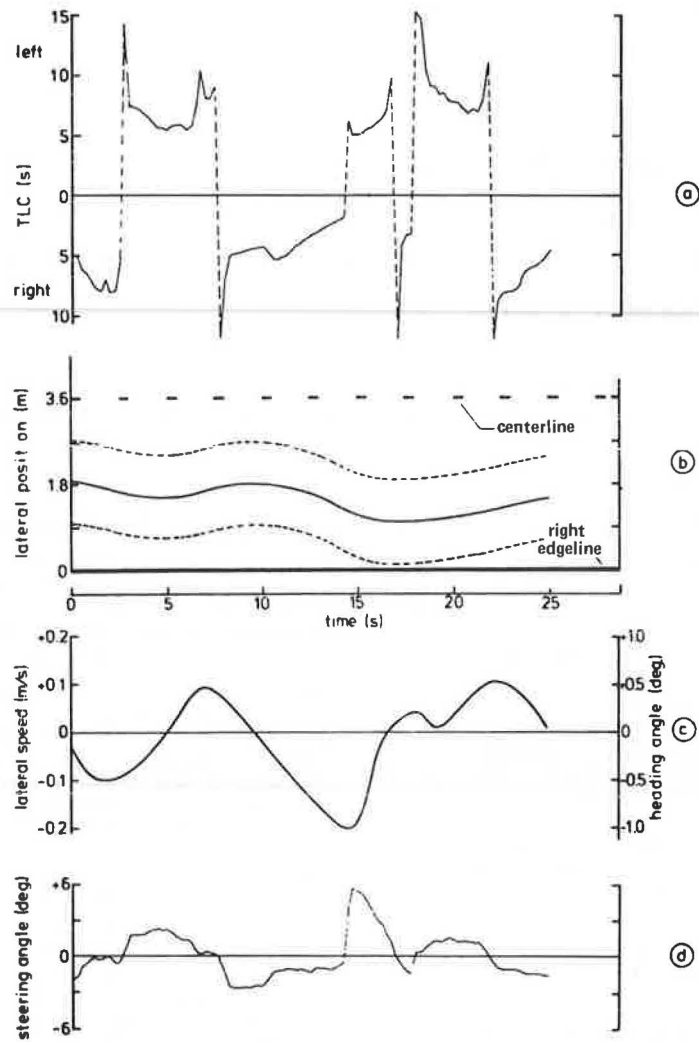 left
TLC (s)
right
15
10
5
0
5
10
a
lateral posit on (m)
3.6
1.8
0
centerline
right
edgeline
b
0
5
10
15
20
25
time (s)
lateral speed (m/s)
+0.2
+01
0
-0.1
-0.2
+1.0
+0.5
0
-0.5
-1.0
heading angle (deg.)
c
steering angle (deg.)
+6
0
-6
d